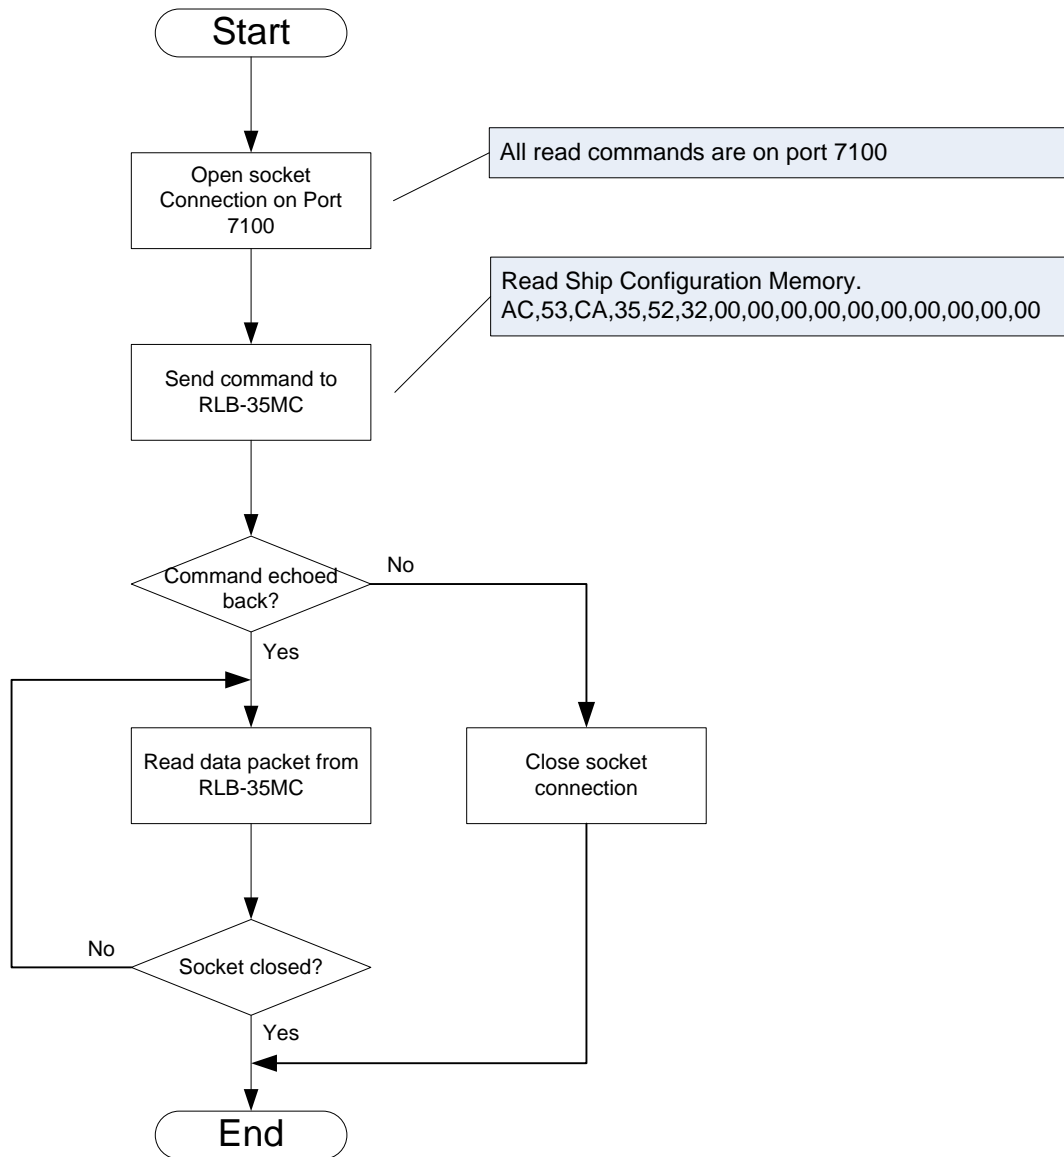 Start
Open socket
Connection on Port
7100
All read commands are on port 7100
Read Ship Configuration Memory.
AC,53,CA,35,52,32,00,00,00,00,00,00,00,00,00,00
Send command to
RLB-35MC
Command echoed
back?
No
Yes
Read data packet from
RLB-35MC
Close socket
connection
No
Socket closed?
Yes
End